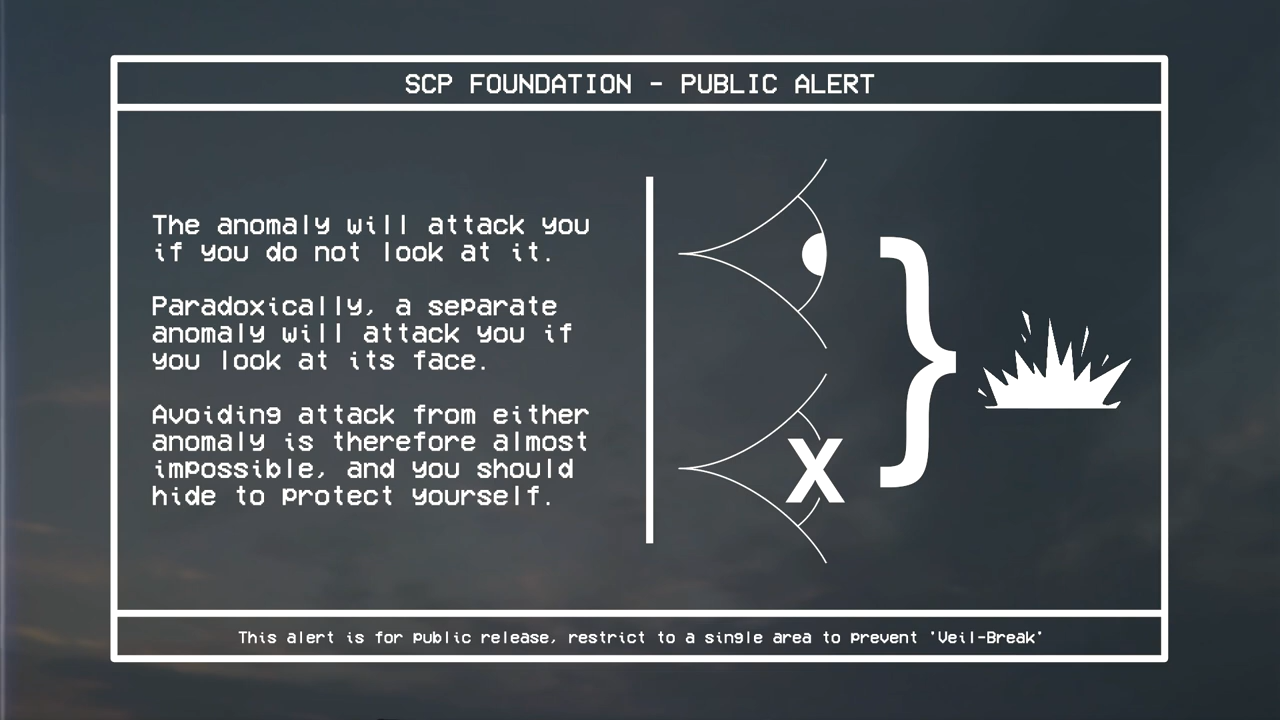 SCP FOUNDATION - PUBLIC ALERT
The anomaly will attack you
if you do not look at it.
Paradoxically, a separate
anomaly will attack you if
you look at its face.
Avoiding attack from either
anomaly is therefore almost
impossible, and you should
hide to protect yourself.
X
}
This alert is for public release, restrict to a single area to prevent 'Veil-Break'